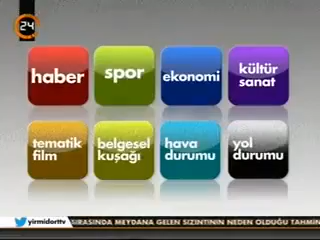 24
haber
spor
ekonomi
kültür
sanat
tematik
film
belgesel
kuşağı
hava
durumu
yol
durumu
yirmidorttv
SIRASINDA MEYDANA GELEN SIZINTININ NEDEN OLDUĞU TAHMİN